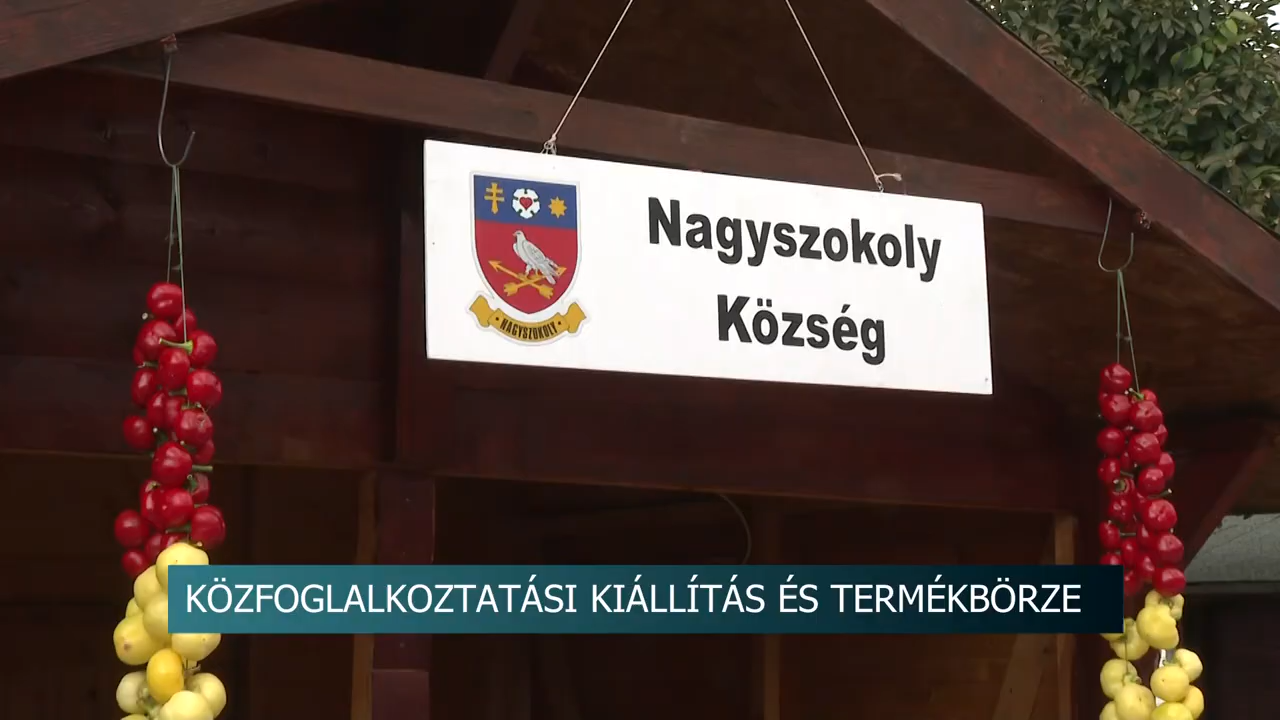 Nagyszokoly
Község
NAGYSZOKOLY
KÖZFOGLALKOZTATÁSI KIÁLLÍTÁS ÉS TERMÉKBÖRZE